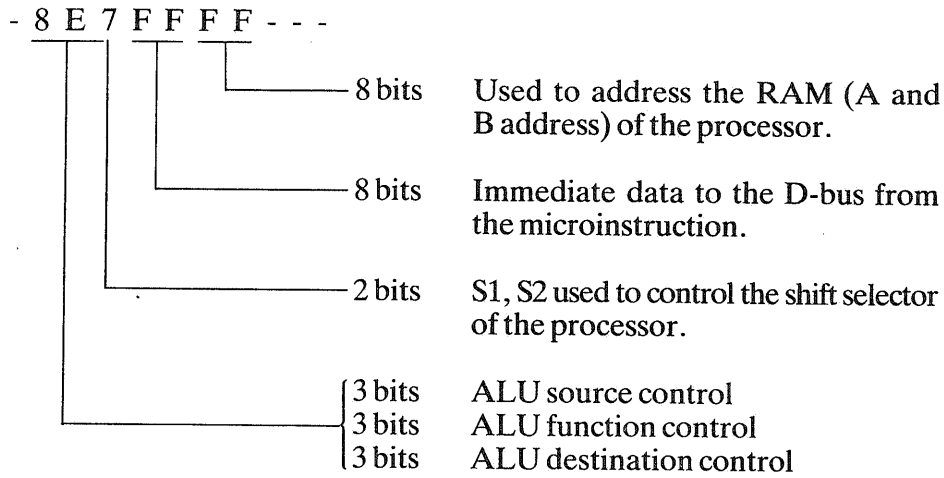 - 8 E 7 F F F F - - -
8 bits Used to address the RAM (A and
B address) of the processor.
8 bits Immediate data to the D-bus from
the microinstruction.
2 bits S1, S2 used to control the shift selector
of the processor.
3 bits ALU source control
3 bits ALU function control
3 bits ALU destination control